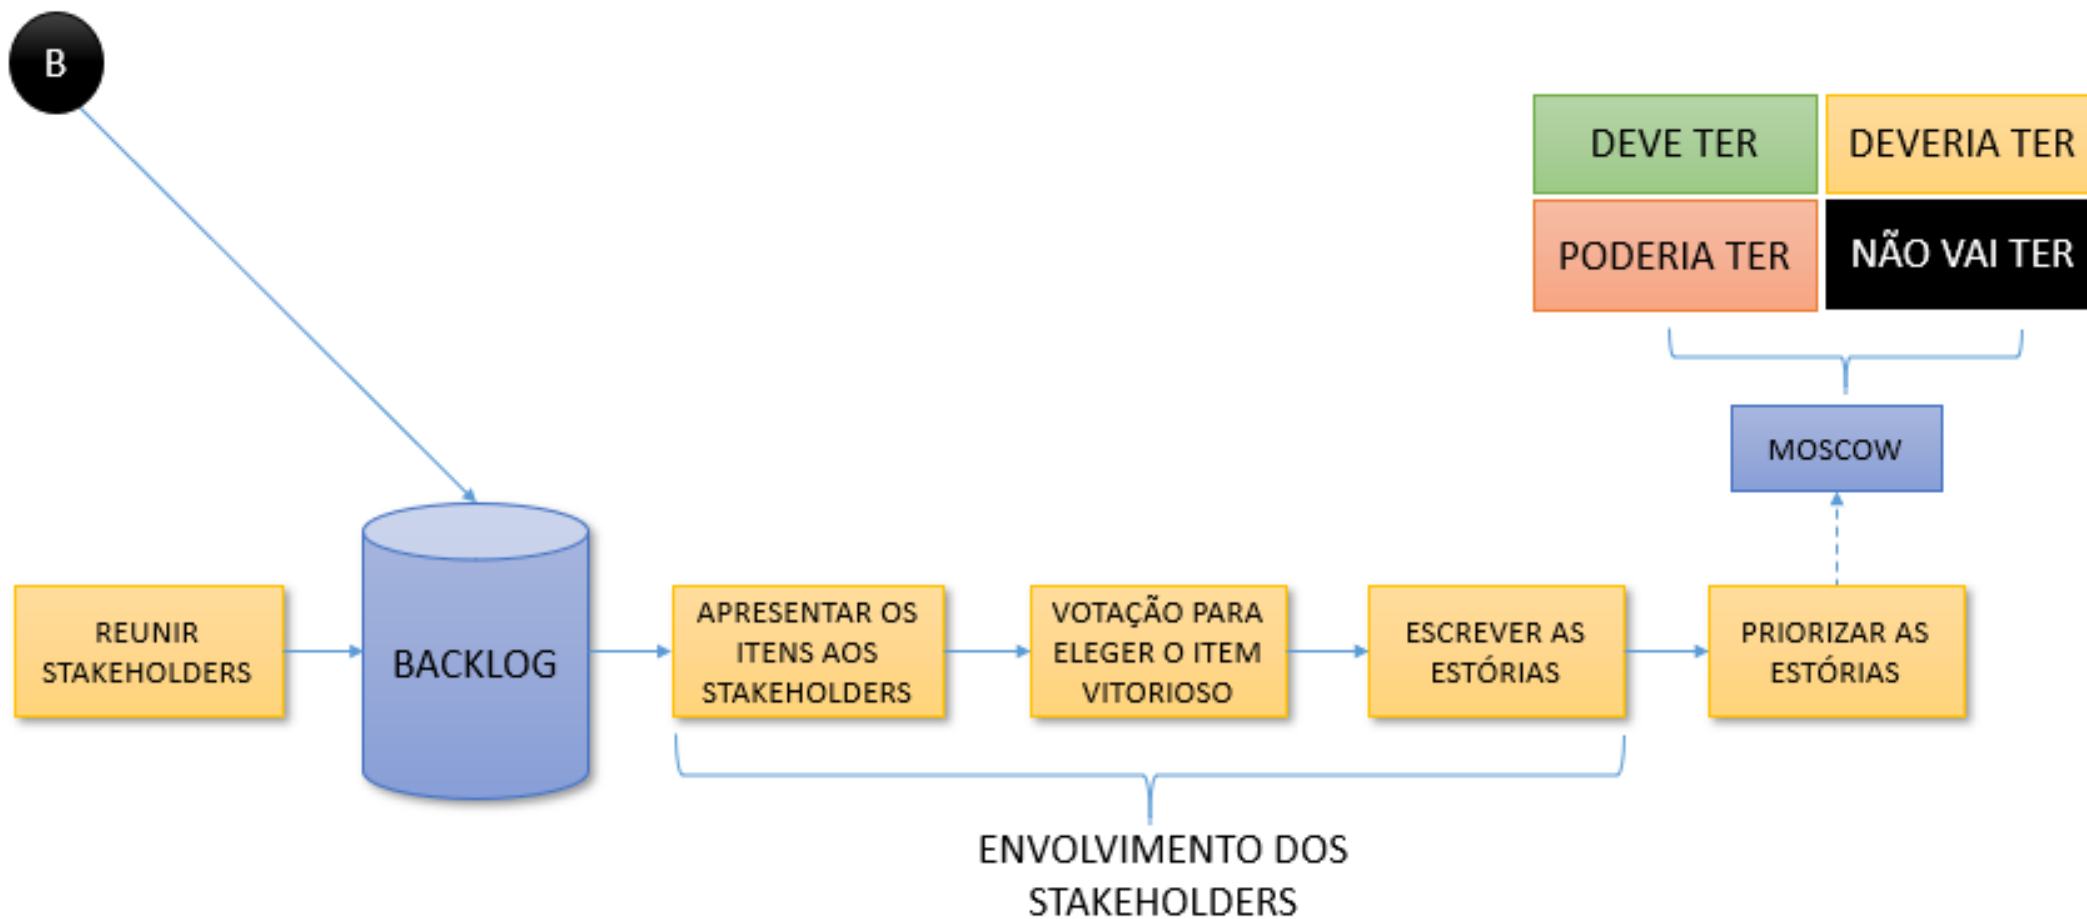 B
DEVE TER
DEVERIA TER
PODERIA TER
NÃO VAI TER
MOSCOW
REUNIR
STAKEHOLDERS
BACKLOG
APRESENTAR OS
ITENS AOS
STAKEHOLDERS
VOTAÇÃO PARA
ELEGER O ITEM
VITORIOSO
ESCREVER AS
ESTÓRIAS
PRIORIZAR AS
ESTÓRIAS
ENVOLVIMENTO DOS
STAKEHOLDERS